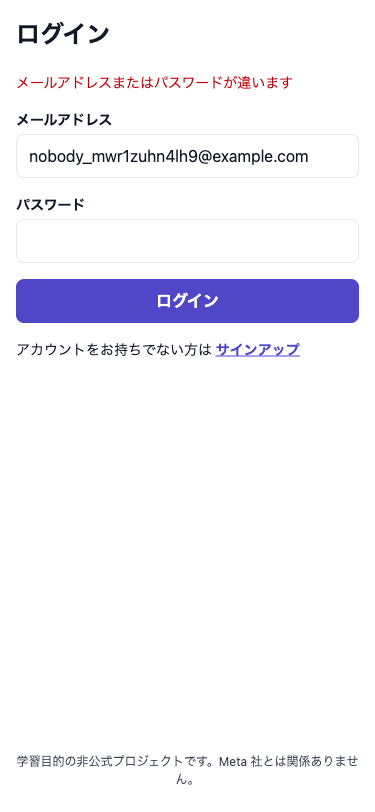 ログイン
メールアドレスまたはパスワードが違います
メールアドレス
nobody_mwr1zuhn4lh9@example.com
パスワード
ログイン
アカウントをお持ちでない方は サインアップ
学習目的の非公式プロジェクトです。Meta 社とは関係ありませ
ん。